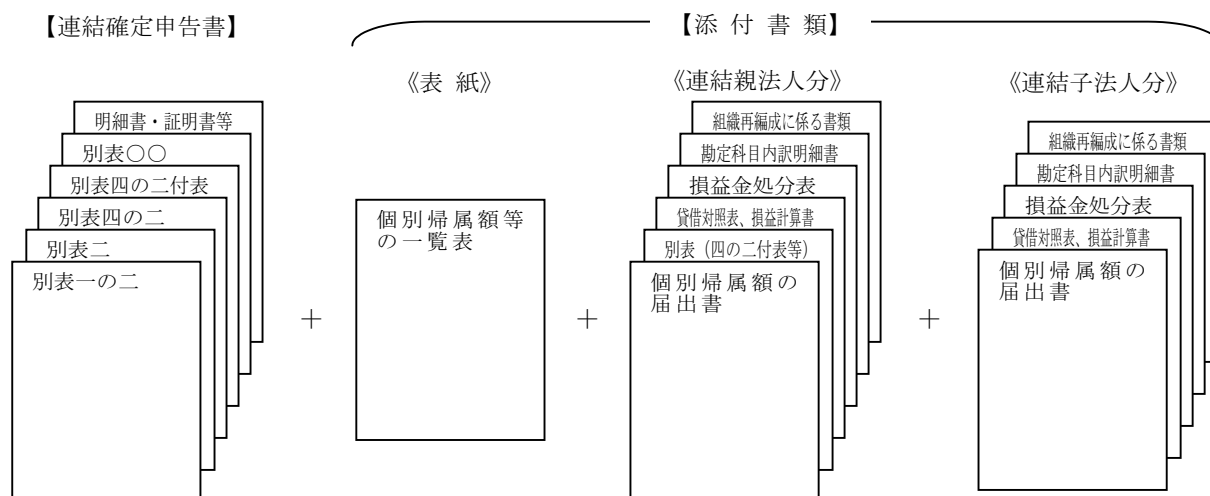 【連結確定申告書】
【添 付 書 類】
《表 紙》
《連結親法人分》
《連結子法人分》
明細書・証明書等
別表〇〇
別表四の二付表
別表四の二
別表二
別表一の二
+
個別帰属額等
の一覧表
+
組織再編成に係る書類
勘定科目内訳明細書
損益金処分表
貸借対照表、損益計算書
別表（四の二付表等）
個別帰属額の
届出書
+
組織再編成に係る書類
勘定科目内訳明細書
損益金処分表
貸借対照表、損益計算書
個別帰属額の
届出書